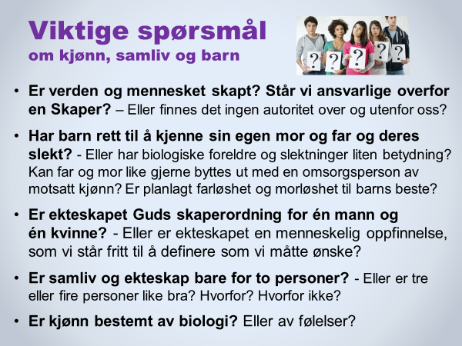 Viktige spørsmål
om kjønn, samliv og barn
? ? ? ? ?
• Er verden og mennesket skapt? Står vi ansvarlige overfor
en Skaper? – Eller finnes det ingen autoritet over og utenfor oss?
• Har barn rett til å kjenne sin egen mor og far og deres
slekt? - Eller har biologiske foreldre og slektninger liten betydning?
Kan far og mor like gjerne byttes ut med en omsorgsperson av
motsatt kjønn? Er planlagt farløshet og morløshet til barns beste?
• Er ekteskapet Guds skaperordning for én mann og
én kvinne? - Eller er ekteskapet en menneskelig oppfinnelse,
som vi står fritt til å definere som vi måtte ønske?
• Er samliv og ekteskap bare for to personer? - Eller er tre
eller fire personer like bra? Hvorfor? Hvorfor ikke?
• Er kjønn bestemt av biologi? Eller av følelser?